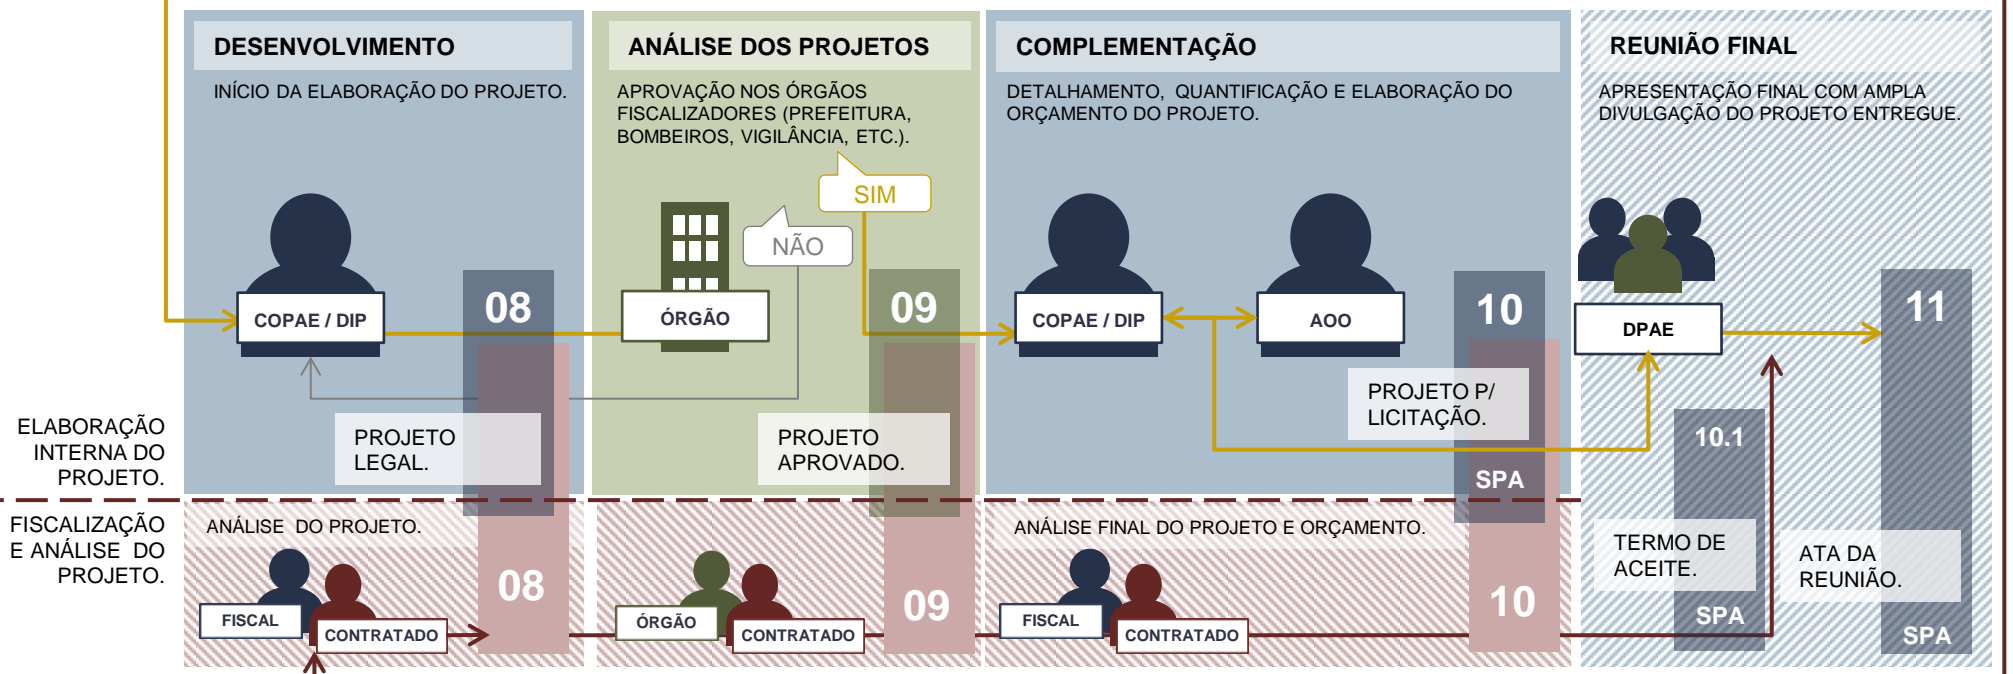 DESENVOLVIMENTO
INÍCIO DA ELABORAÇÃO DO PROJETO.
COPAE / DIP
08
PROJETO
LEGAL.
ANÁLISE DOS PROJETOS
APROVAÇÃO NOS ÓRGÃOS
FISCALIZADORES (PREFEITURA,
BOMBEIROS, VIGILÂNCIA, ETC.).
SIM
NÃO
ÓRGÃO
09
PROJETO
APROVADO.
COMPLEMENTAÇÃO
DETALHAMENTO, QUANTIFICAÇÃO E ELABORAÇÃO DO
ORÇAMENTO DO PROJETO.
COPAE / DIP
AOO
10
PROJETO P/
LICITAÇÃO.
SPA
REUNIÃO FINAL
APRESENTAÇÃO FINAL COM AMPLA
DIVULGAÇÃO DO PROJETO ENTREGUE.
DPAE
11
10.1
TERMO DE
ACEITE.
SPA
ATA DA
REUNIÃO.
SPA
ELABORAÇÃO
INTERNA DO
PROJETO.
FISCALIZAÇÃO
E ANÁLISE DO
PROJETO.
ANÁLISE DO PROJETO.
FISCAL
CONTRATADO
08
ÓRGÃO
CONTRATADO
09
ANÁLISE FINAL DO PROJETO E ORÇAMENTO.
FISCAL
CONTRATADO
10